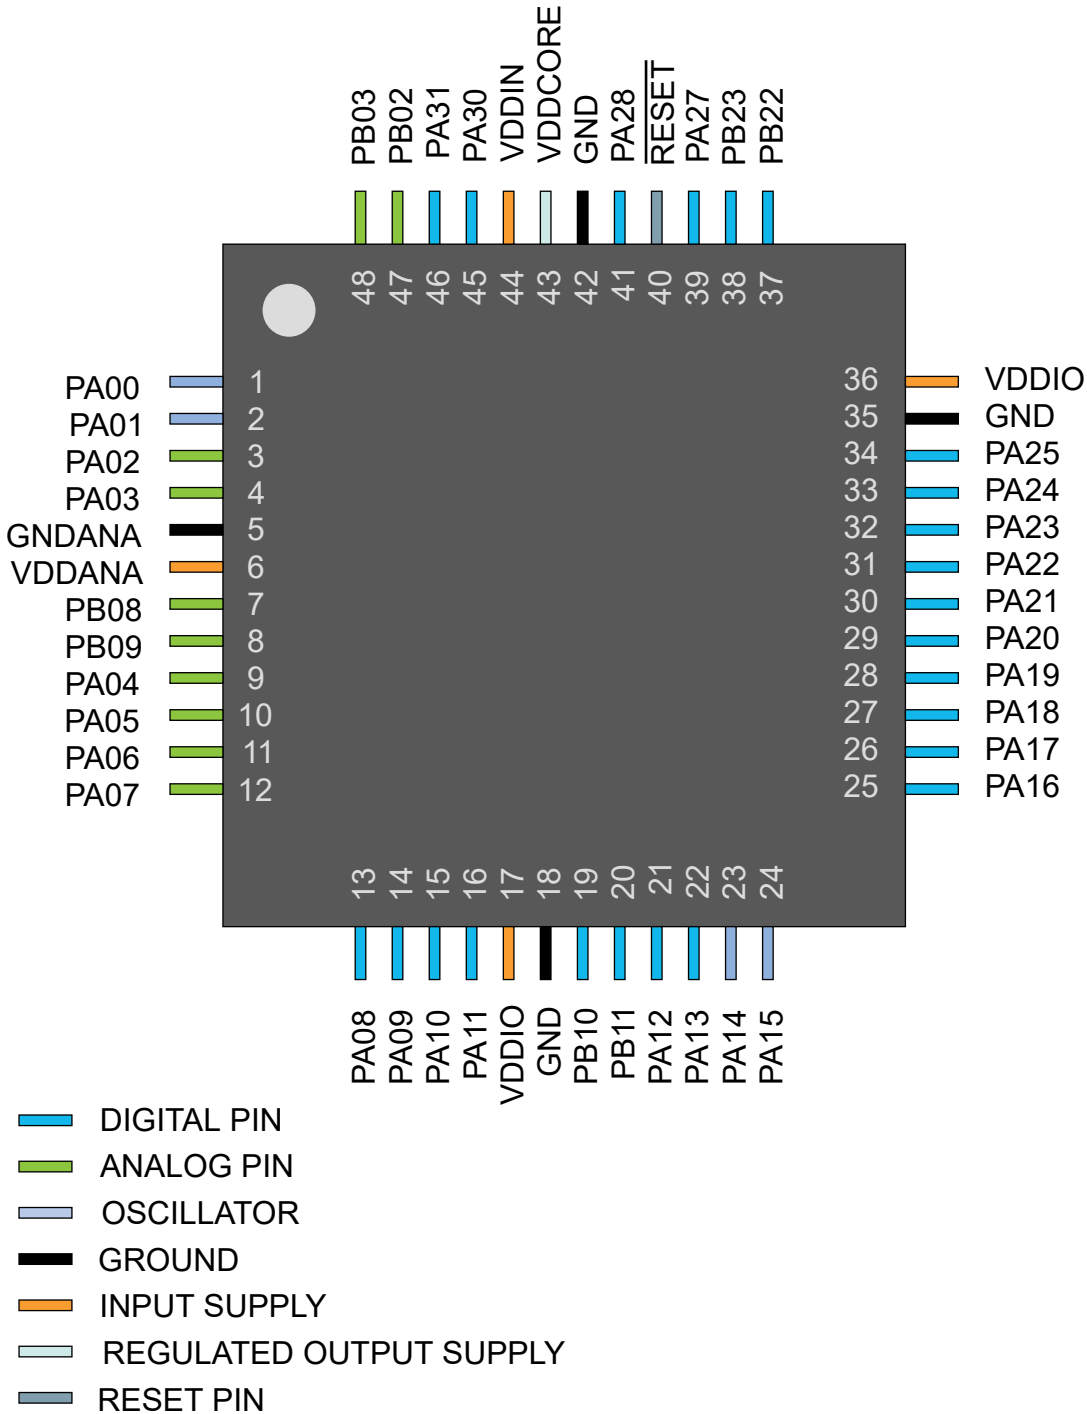 PB03 PB02 PA31 PA30 VDDIN VDDCORE GND PA28 RESET PA27 PB23 PB22
48 47 46 45 44 43 42 41 40 39 38 37
PA00 1 36 VDDIO
PA01 2 35 GND
PA02 3 34 PA25
PA03 4 33 PA24
GNDANA 5 32 PA23
VDDANA 6 31 PA22
PB08 7 30 PA21
PB09 8 29 PA20
PA04 9 28 PA19
PA05 10 27 PA18
PA06 11 26 PA17
PA07 12 25 PA16
13 14 15 16 17 18 19 20 21 22 23 24
PA08 PA09 PA10 PA11 VDDIO GND PB10 PB11 PA12 PA13 PA14 PA15
DIGITAL PIN
ANALOG PIN
OSCILLATOR
GROUND
INPUT SUPPLY
REGULATED OUTPUT SUPPLY
RESET PIN